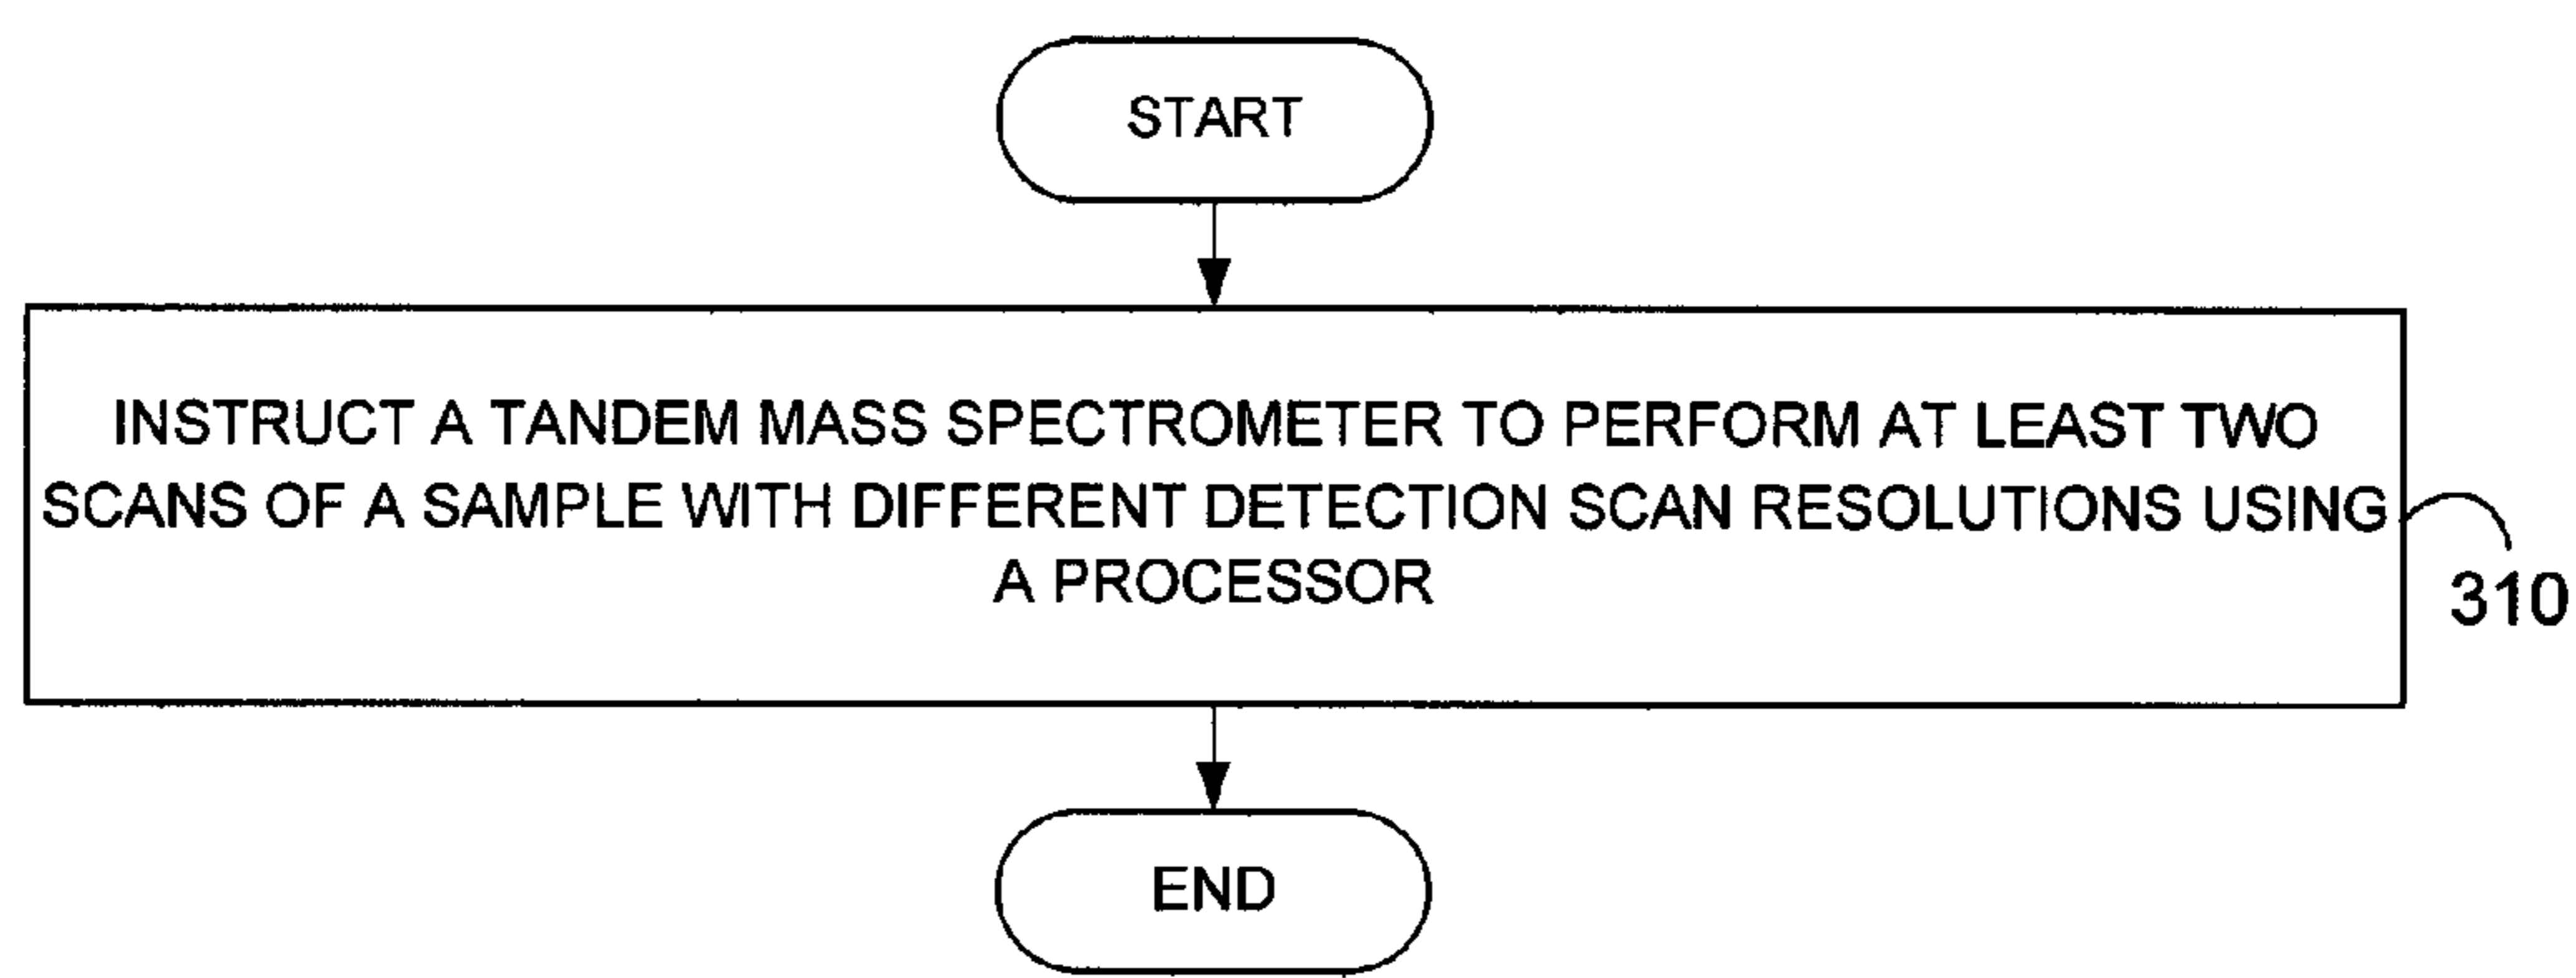 START
INSTRUCT A TANDEM MASS SPECTROMETER TO PERFORM AT LEAST TWO
SCANS OF A SAMPLE WITH DIFFERENT DETECTION SCAN RESOLUTIONS USING
A PROCESSOR
310
END